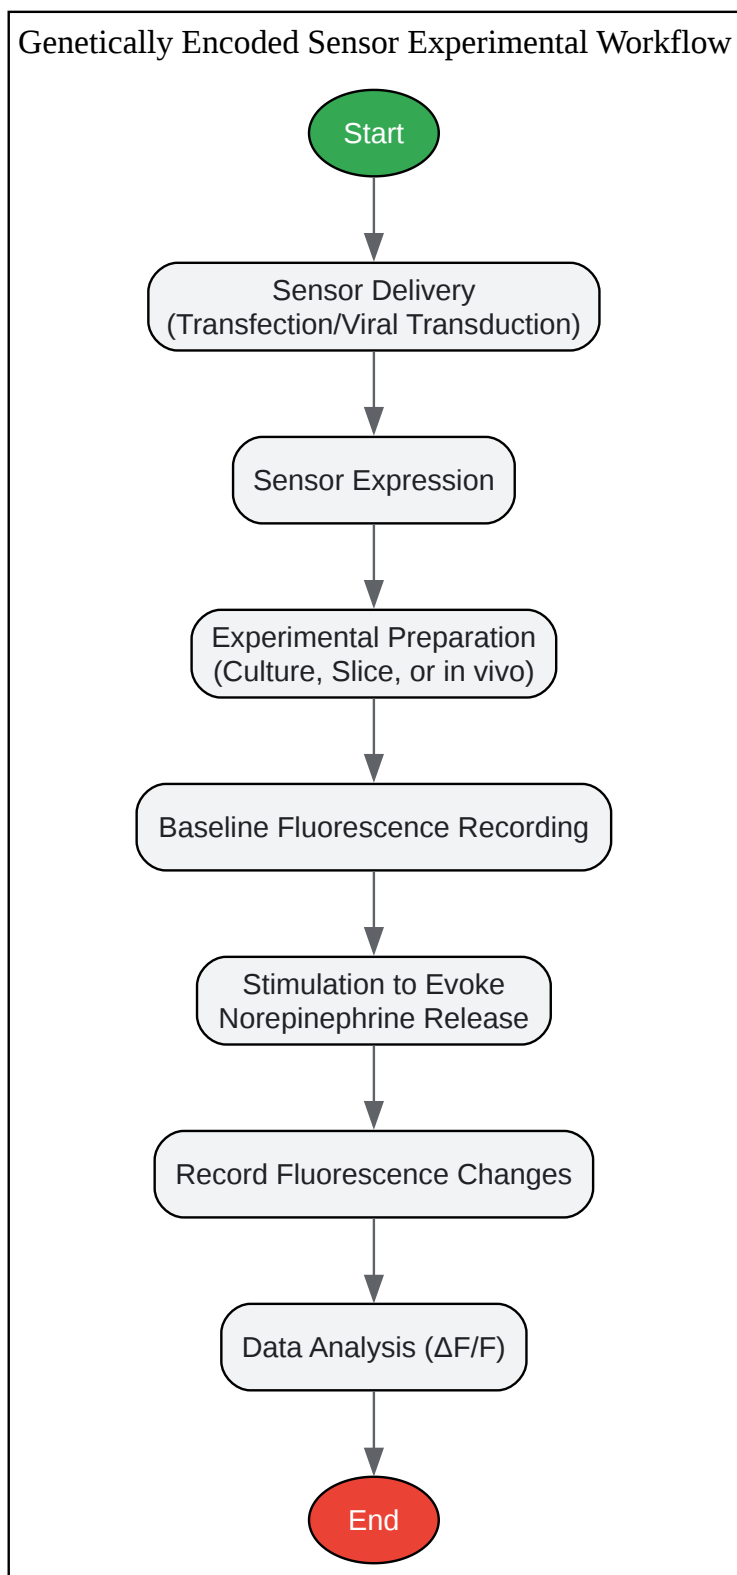 Genetically Encoded Sensor Experimental Workflow
Start
Sensor Delivery
(Transfection/Viral Transduction)
Sensor Expression
Experimental Preparation
(Culture, Slice, or in vivo)
Baseline Fluorescence Recording
Stimulation to Evoke
Norepinephrine Release
Record Fluorescence Changes
Data Analysis (ΔF/F)
End